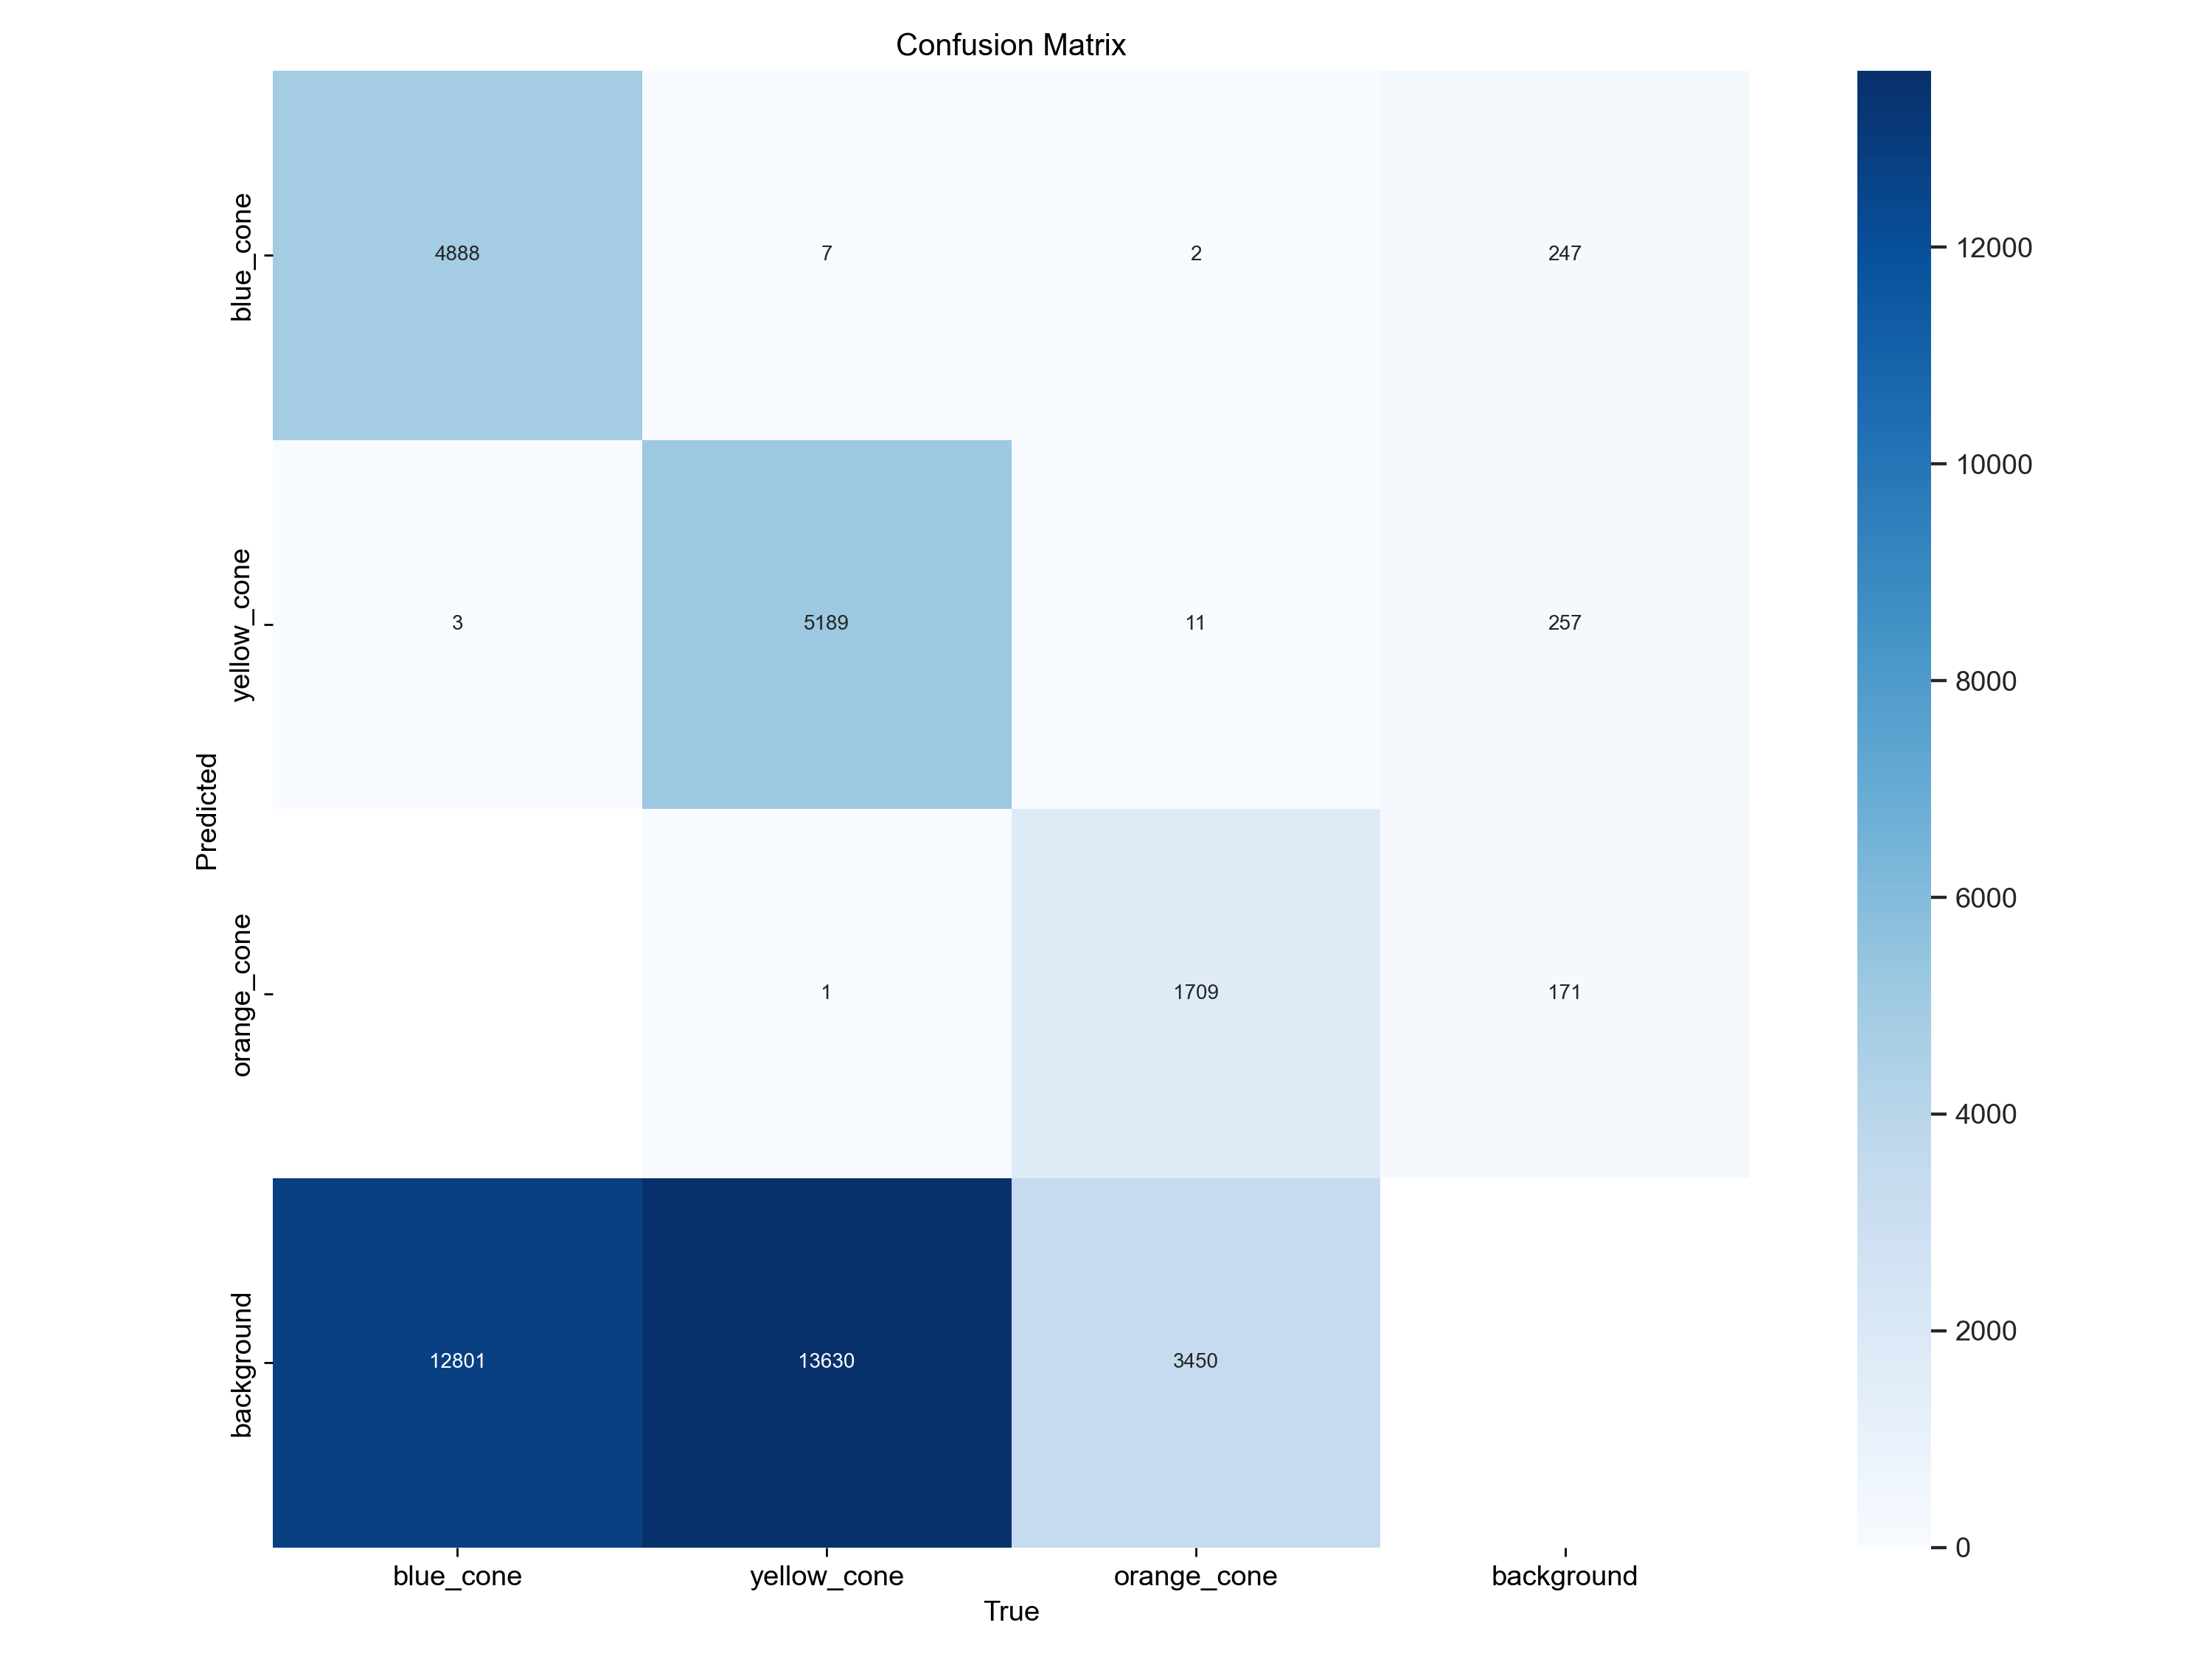 Confusion Matrix
blue_cone
4888
7
2
247
yellow_cone
3
5189
11
257
orange_cone
1
1709
171
background
12801
13630
3450
Predicted
blue_cone
yellow_cone
orange_cone
background
True
12000
10000
8000
6000
4000
2000
0